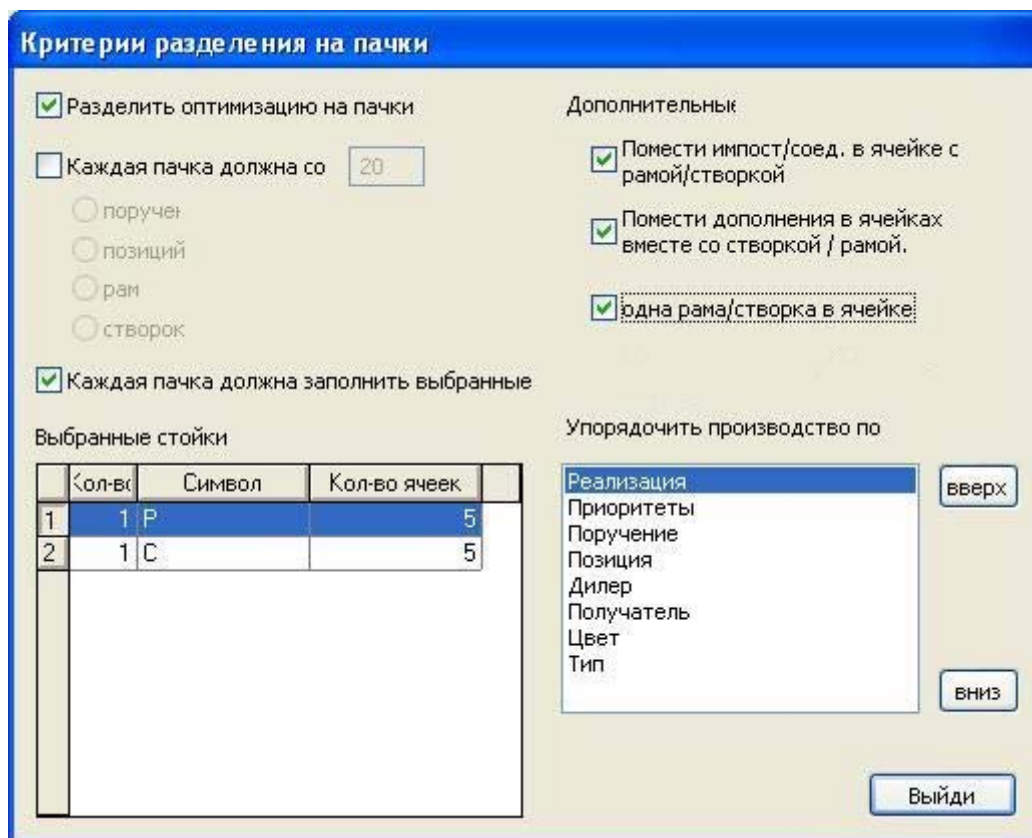 Критерии разделения на пачки
Разделить оптимизацию на пачки
Каждая пачка должна со 20
поручен
позиций
рам
створок
Каждая пачка должна заполнить выбранные
Выбранные стойки
Кол-во Символ Кол-во ячеек
1 1 Р 5
2 1 С 5
Дополнительны
Помести импост/соед. в ячейке с
рамой/створкой
Помести дополнения в ячейках
вместе со створкой / рамой.
одна рама/створка в ячейке
Упорядочить производство по
Реализация
Приоритеты
Поручение
Позиция
Дилер
Получатель
Цвет
Тип
вверх
вниз
Выйди